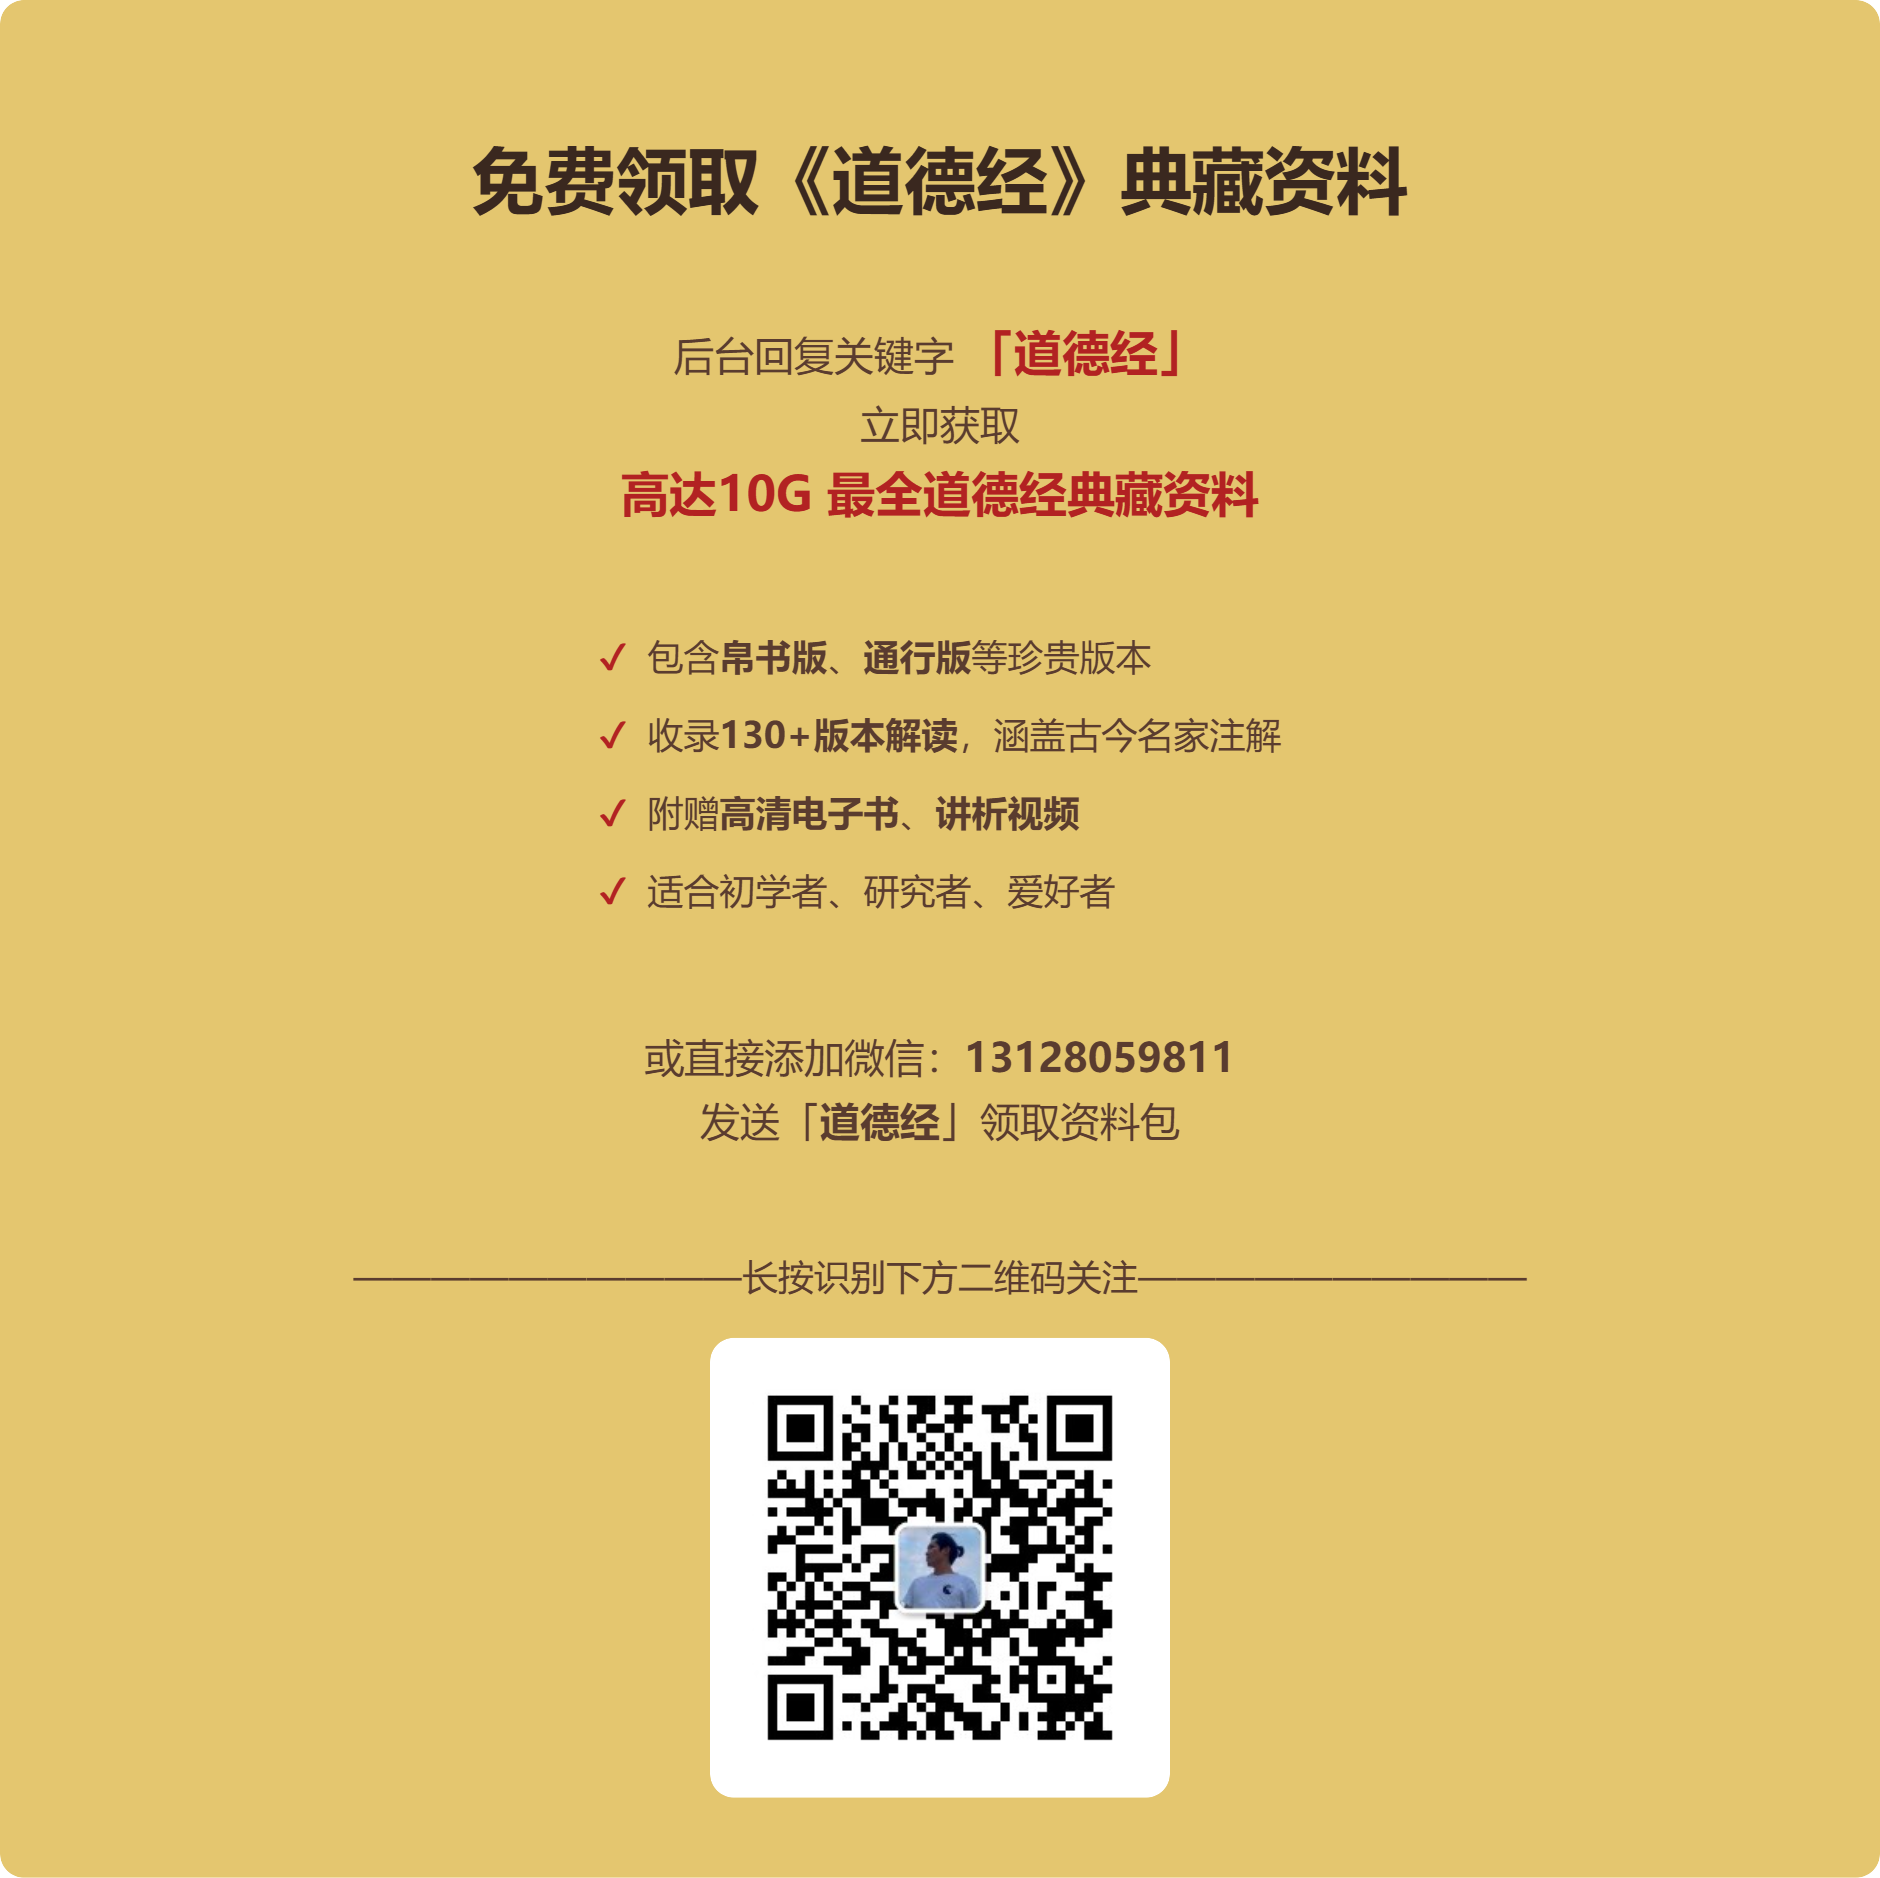 免费领取《道德经》典藏资料
后台回复关键字「道德经」
立即获取
高达10G 最全道德经典藏资料
✓ 包含帛书版、通行版等珍贵版本
✓ 收录130+版本解读，涵盖古今名家注解
✓ 附赠高清电子书、讲析视频
✓ 适合初学者、研究者、爱好者
或直接添加微信：13128059811
发送「道德经」领取资料包
——————————长按识别下方二维码关注——————————